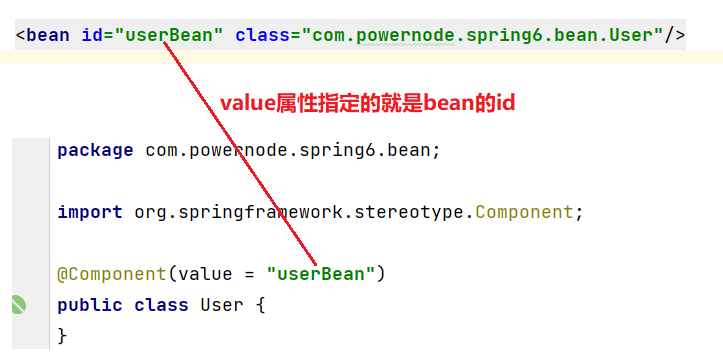 <bean id="userBean" class="com.powernode.spring6.bean.User"/>
value属性指定的就是bean的id
package com.powernode.spring6.bean;
import org.springframework.stereotype.Component;
@Component(value = "userBean")
public class User {
}